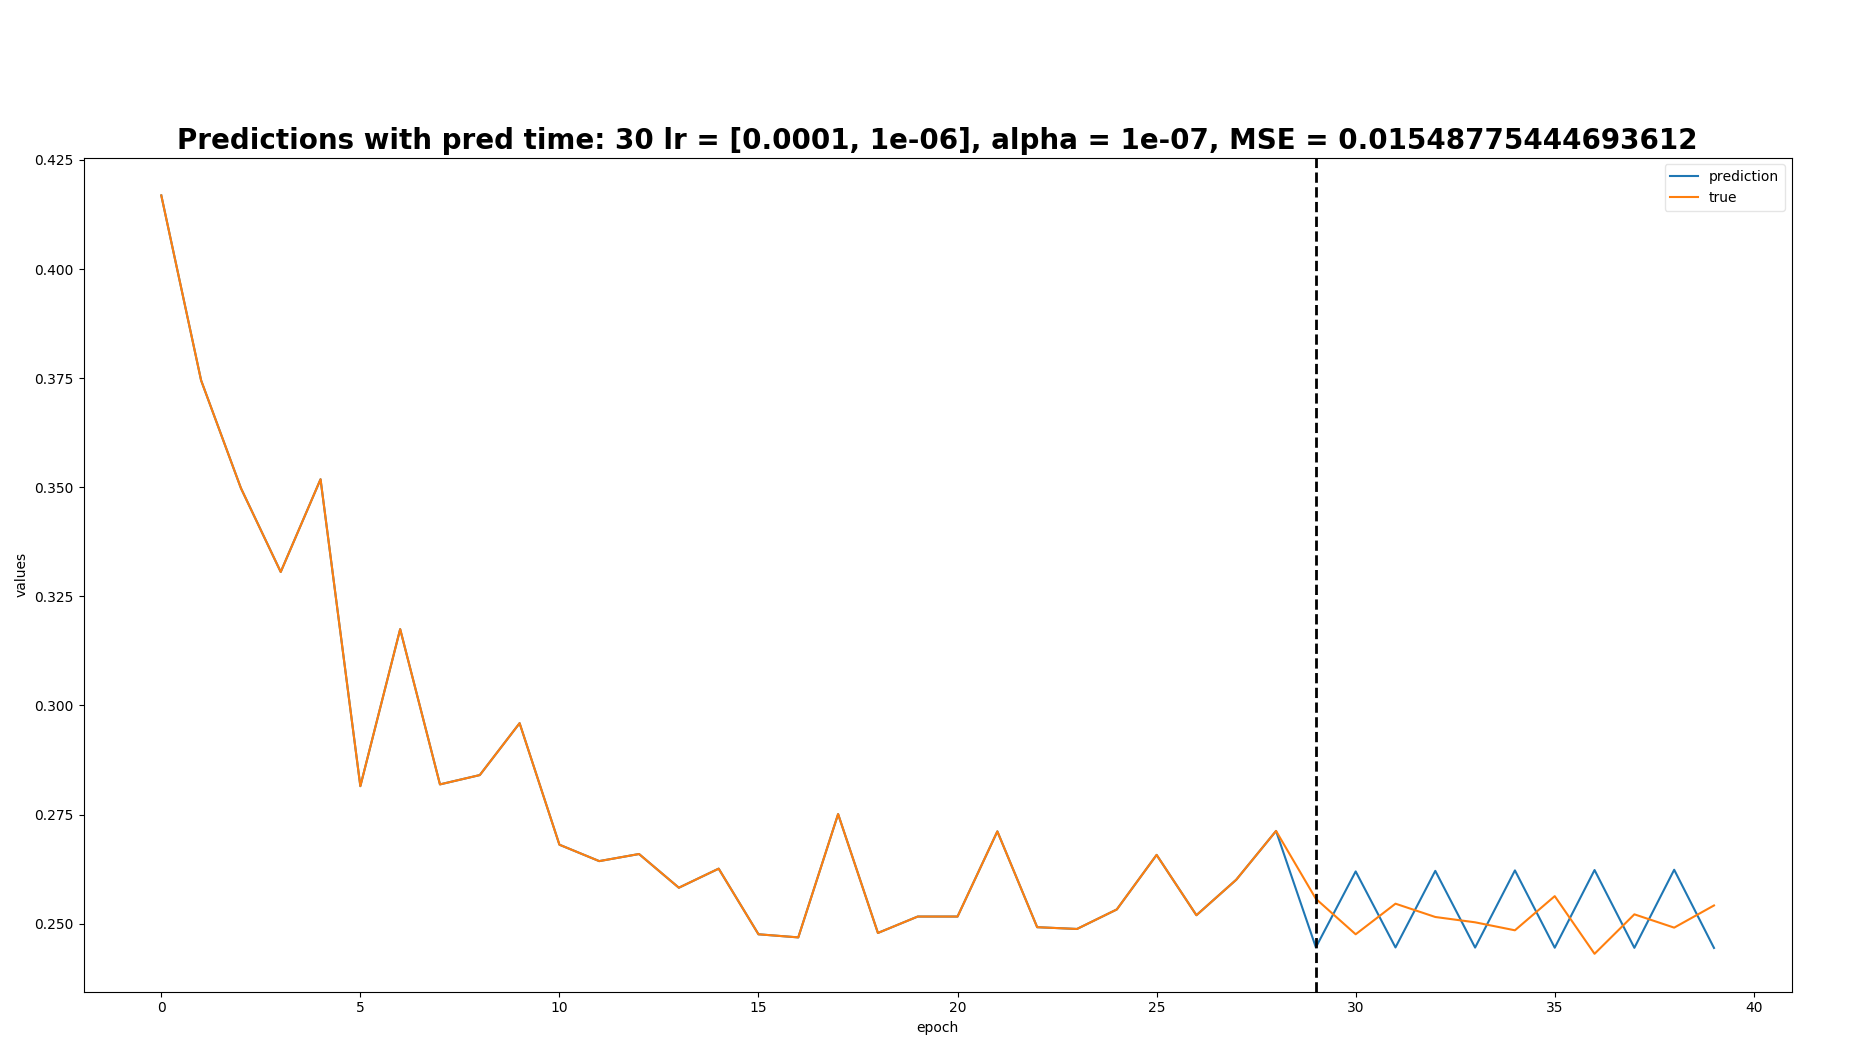 Predictions with pred time: 30 lr = [0.0001, 1e-06], alpha = 1e-07, MSE = 0.01548775444693612
prediction
true
0.425
0.400
0.375
0.350
0.325
0.300
0.275
0.250
values
0 5 10 15 20 25 30 35 40
epoch